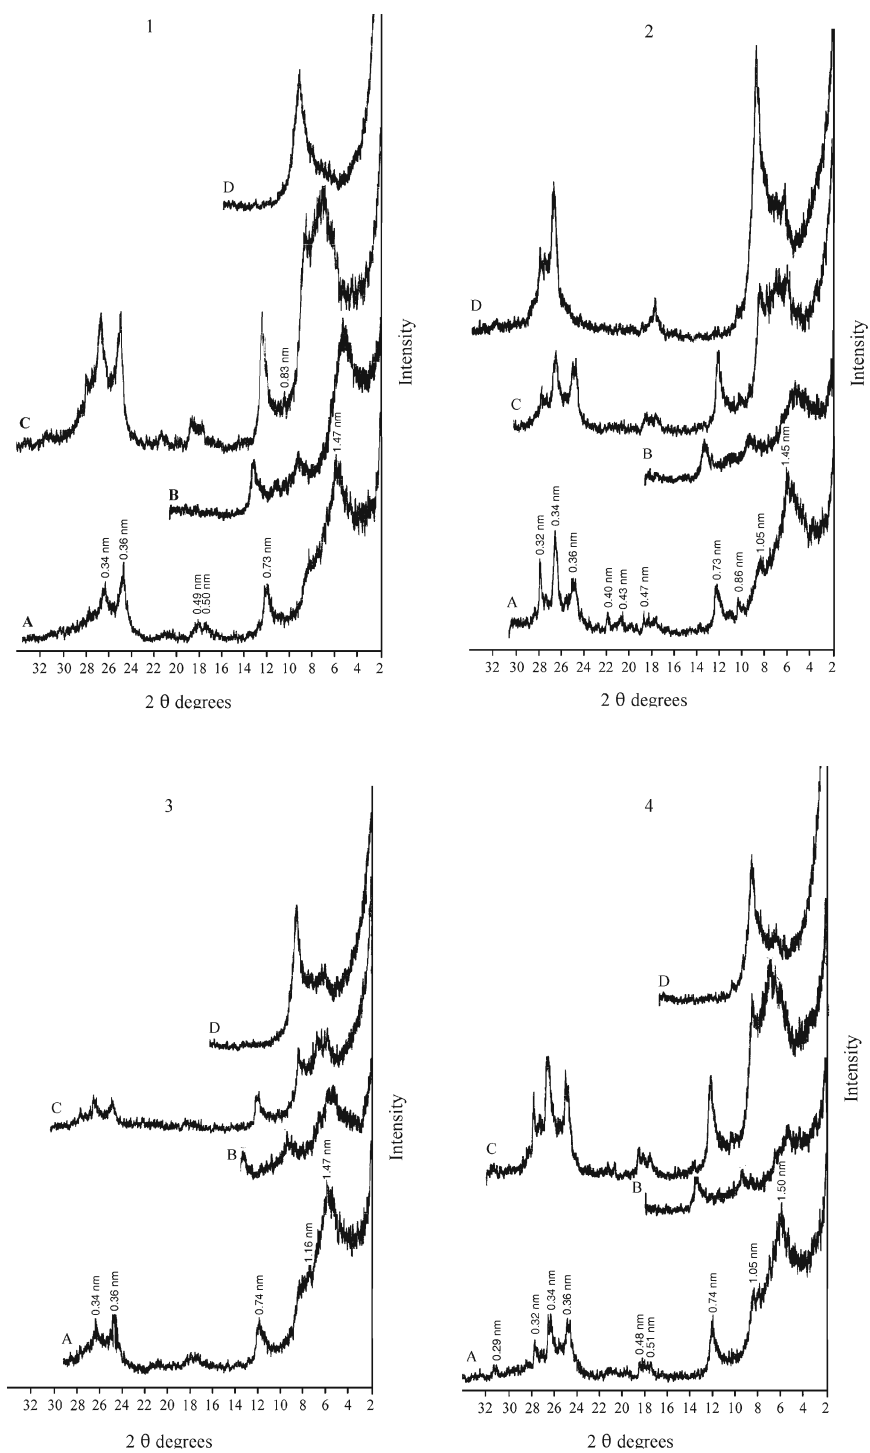 1
D
C
0.83 nm
B
1.47 nm
0.34 nm
0.36 nm
0.49 nm
0.50 nm
0.73 nm
A
Intensity
32 30 28 26 24 22 20 18 16 14 12 10 8 6 4 2
2 θ degrees
2
D
C
B
1.45 nm
0.32 nm
0.34 nm
0.36 nm
0.40 nm
0.43 nm
0.47 nm
0.73 nm
0.86 nm
1.05 nm
A
Intensity
32 30 28 26 24 22 20 18 16 14 12 10 8 6 4 2
2 θ degrees
3
D
C
B
1.47 nm
1.16 nm
0.34 nm
0.36 nm
0.74 nm
A
Intensity
32 30 28 26 24 22 20 18 16 14 12 10 8 6 4 2
2 θ degrees
4
D
C
B
1.50 nm
1.05 nm
0.29 nm
0.32 nm
0.34 nm
0.36 nm
0.48 nm
0.51 nm
0.74 nm
A
Intensity
34 32 30 28 26 24 22 20 18 16 14 12 10 8 6 4 2
2 θ degrees